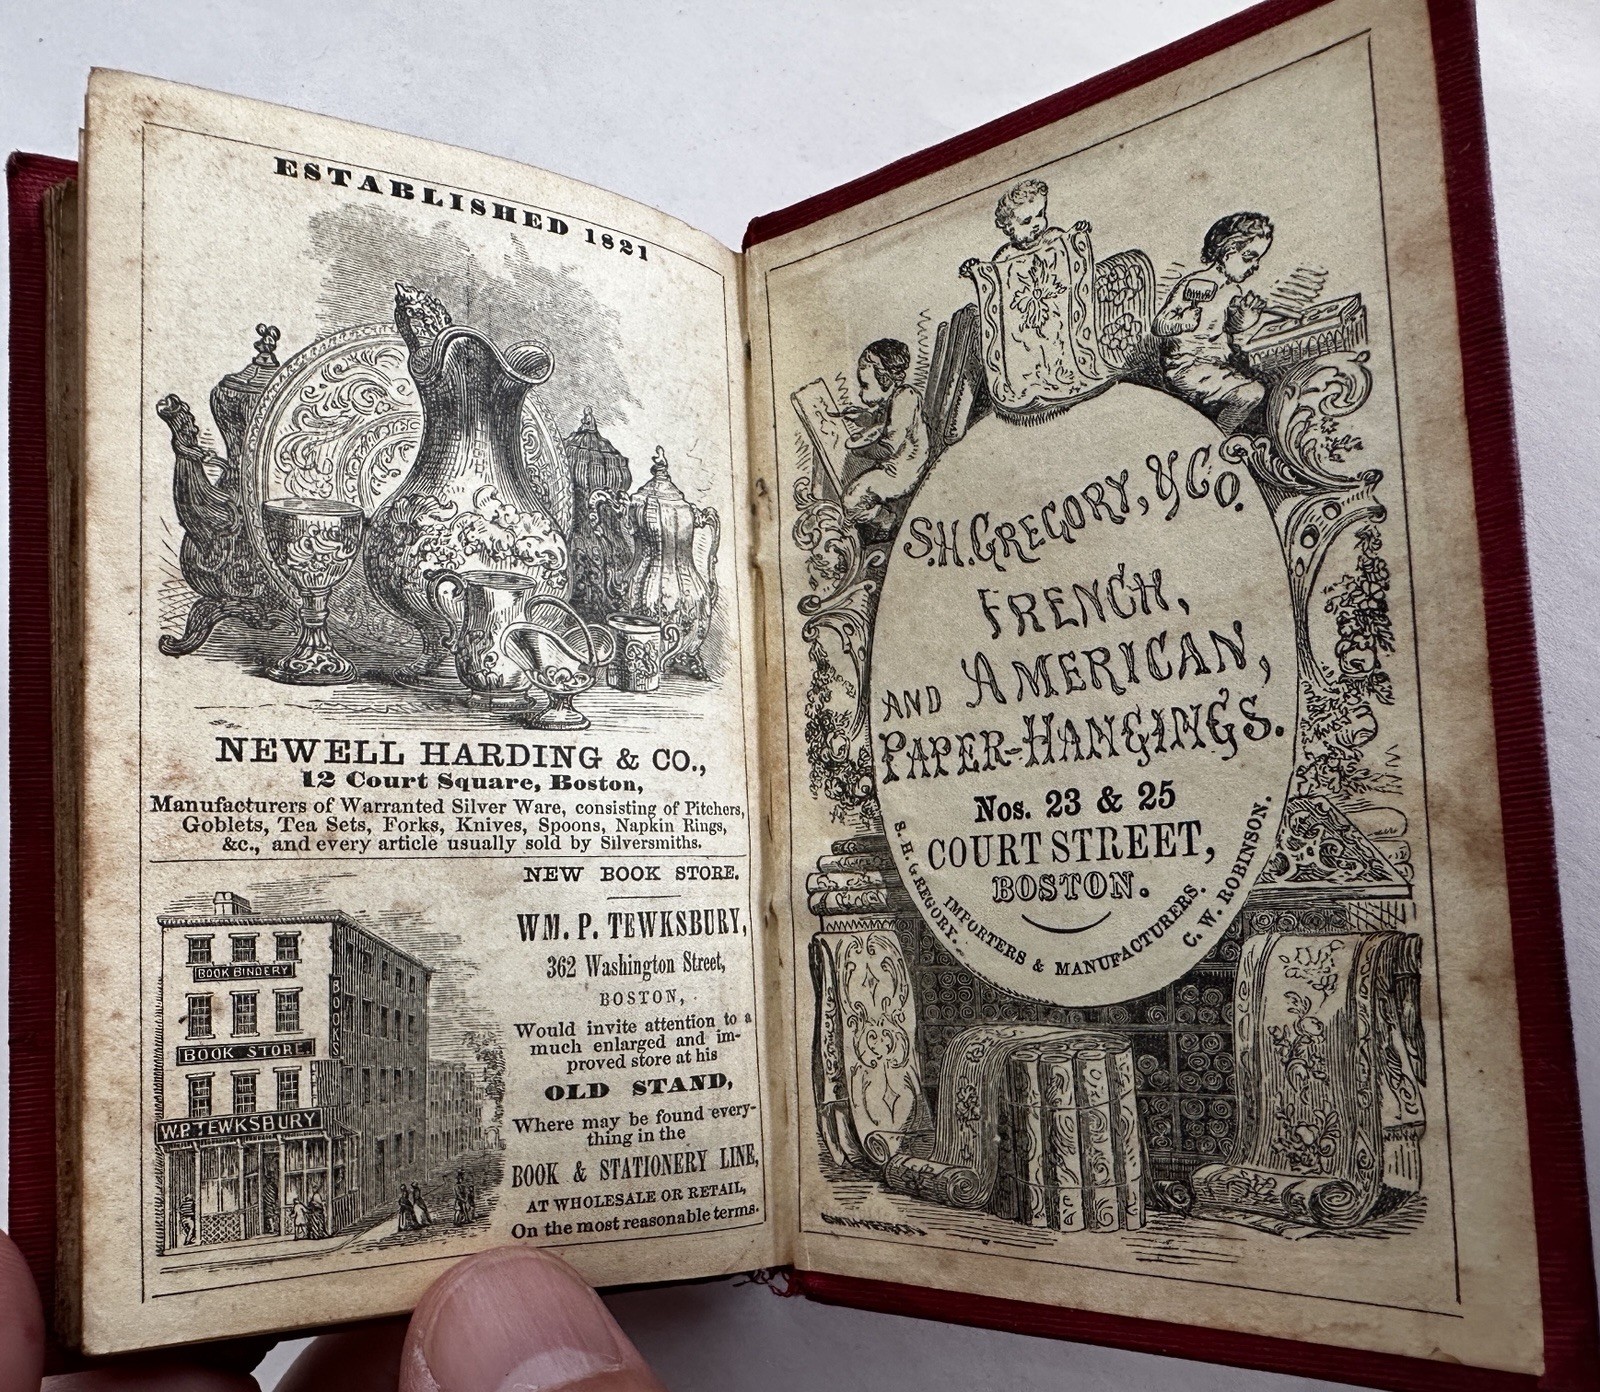 ESTABLISHED 1821
NEWELL HARDING & CO.,
12 Court Square, Boston,
Manufacturers of Warranted Silver Ware, consisting of Pitchers,
Goblets, Tea Sets, Forks, Knives, Spoons, Napkin Rings,
&c., and every article usually sold by Silversmiths.
BOOK BINDERY
BOOKS
BOOK STORE.
W.P. TEWKSBURY
NEW BOOK STORE.
WM. P. TEWKSBURY,
362 Washington Street,
BOSTON,
Would invite attention to a
much enlarged and im-
proved store at his
OLD STAND,
Where may be found every-
thing in the
BOOK & STATIONERY LINE,
AT WHOLESALE OR RETAIL,
On the most reasonable terms.
S.H. GREGORY, & CO.
FRENCH,
AND AMERICAN,
PAPER-HANGINGS.
Nos. 23 & 25
COURT STREET,
BOSTON.
S. H. GREGORY.
IMPORTERS & MANUFACTURERS.
C. W. ROBINSON.